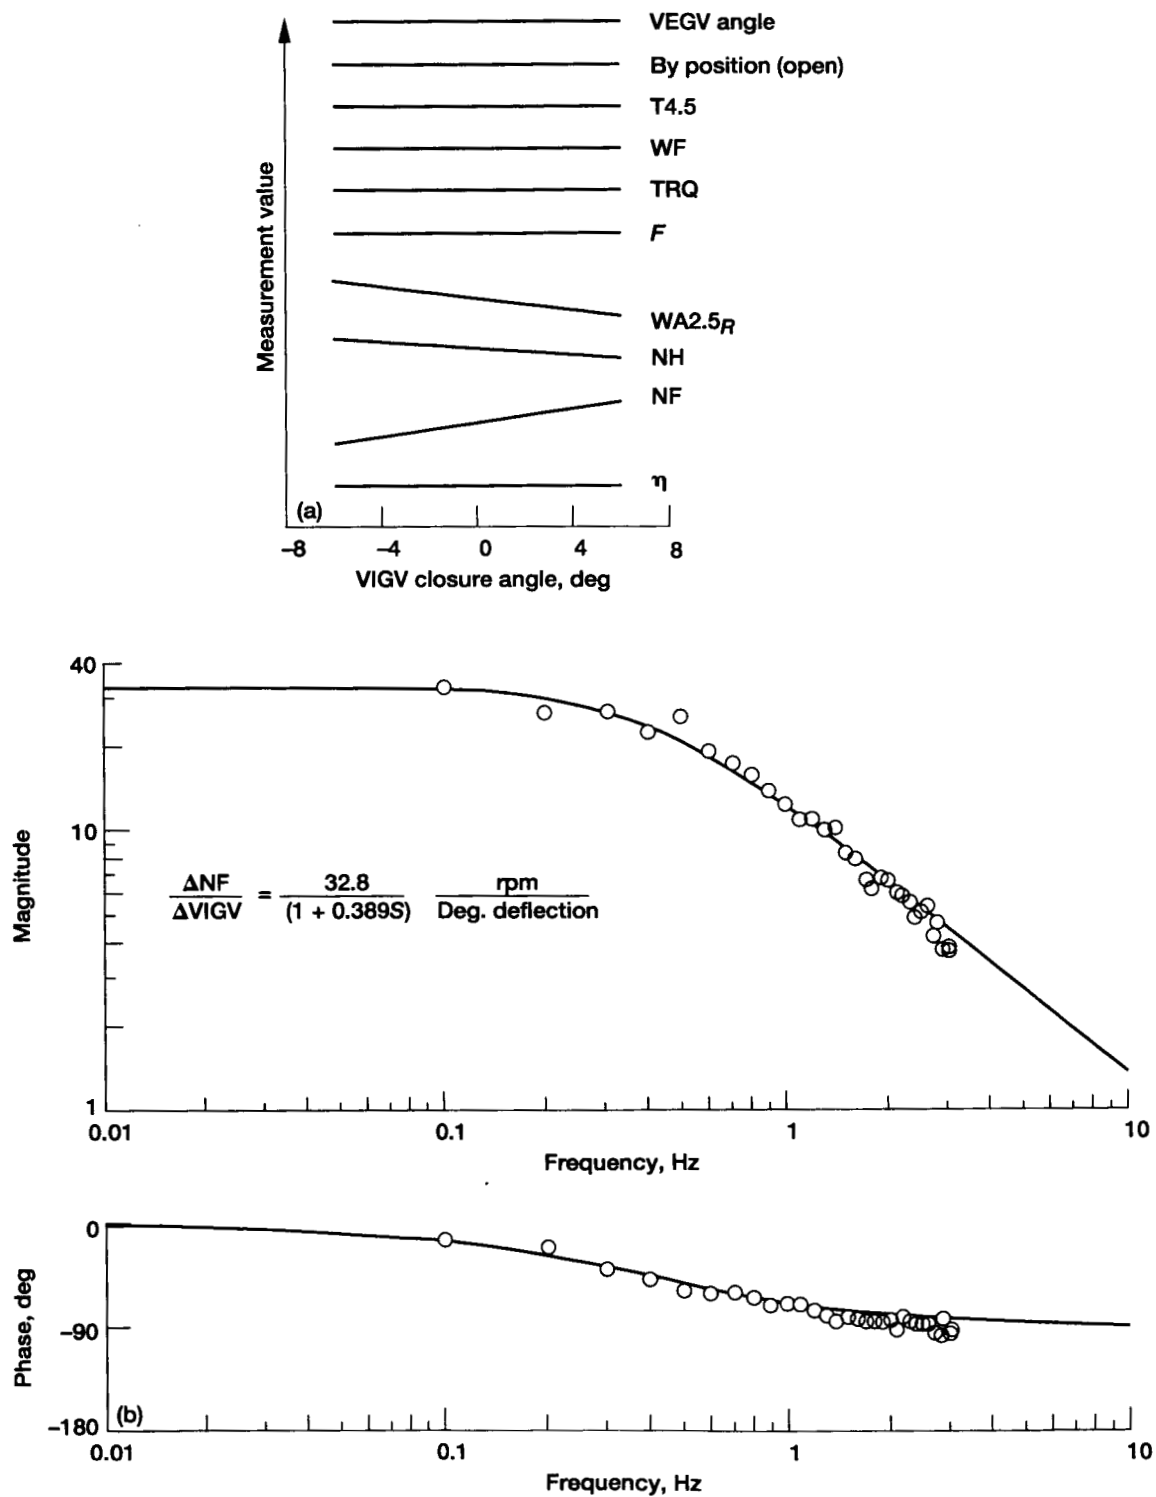 VEGV angle
By position (open)
T4.5
WF
TRQ
F
WA2.5R
NH
NF
η
Measurement value
(a)
–8 –4 0 4 8
VIGV closure angle, deg
40
10
1
Magnitude
ΔNF / ΔVIGV = 32.8 / (1 + 0.389S) rpm / Deg. deflection
0.01 0.1 1 10
Frequency, Hz
0
–90
–180
Phase, deg
(b)
0.01 0.1 1 10
Frequency, Hz